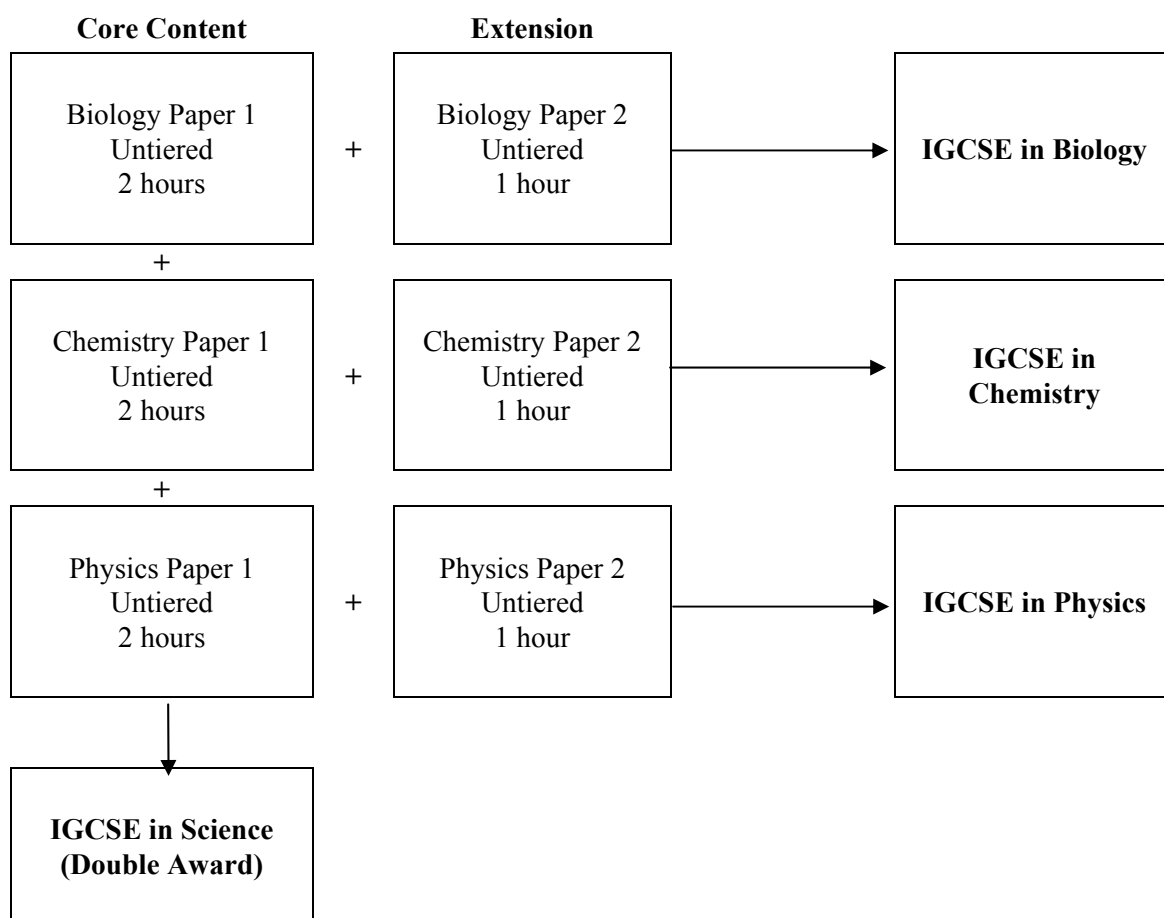 Core Content
Extension
Biology Paper 1
Untiered
2 hours
+
Biology Paper 2
Untiered
1 hour
IGCSE in Biology
+
Chemistry Paper 1
Untiered
2 hours
+
Chemistry Paper 2
Untiered
1 hour
IGCSE in
Chemistry
+
Physics Paper 1
Untiered
2 hours
+
Physics Paper 2
Untiered
1 hour
IGCSE in Physics
IGCSE in Science
(Double Award)